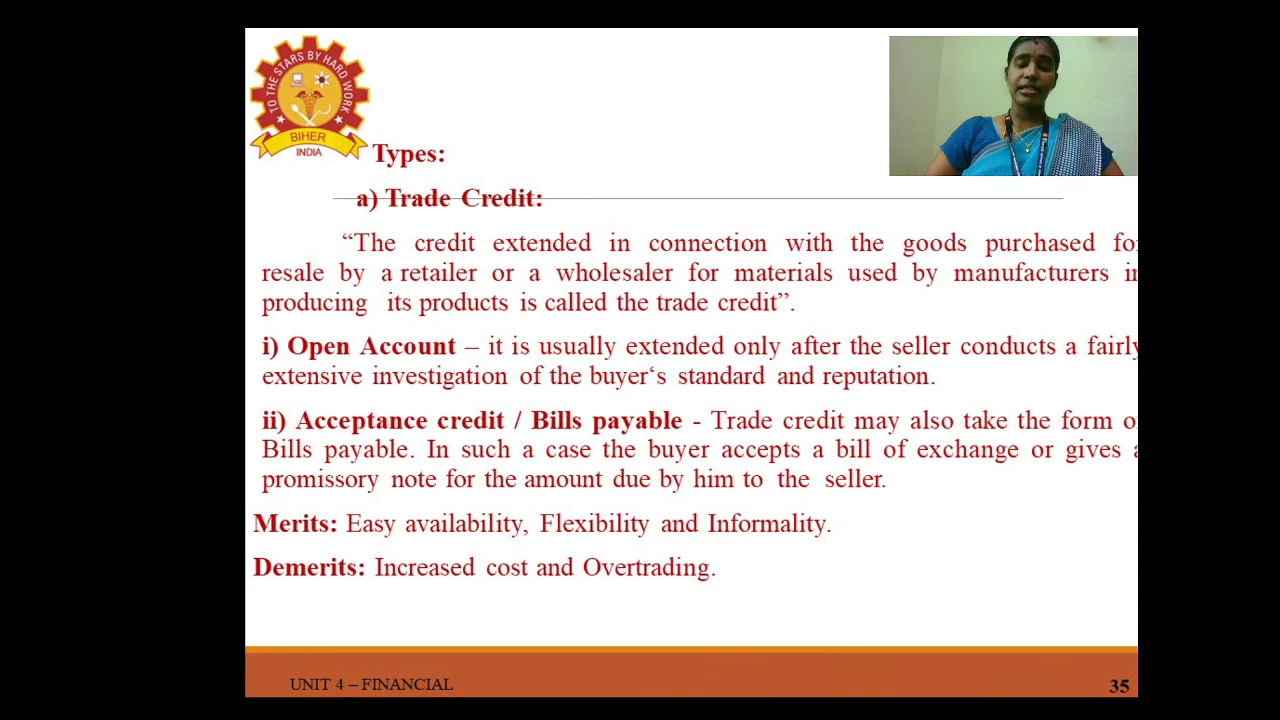 TO THE STARS BY HARD WORK
BIHER
INDIA
Types:
a) Trade Credit:
“The credit extended in connection with the goods purchased for
resale by a retailer or a wholesaler for materials used by manufacturers in
producing its products is called the trade credit”.
i) Open Account – it is usually extended only after the seller conducts a fairly
extensive investigation of the buyer‘s standard and reputation.
ii) Acceptance credit / Bills payable - Trade credit may also take the form of
Bills payable. In such a case the buyer accepts a bill of exchange or gives a
promissory note for the amount due by him to the seller.
Merits: Easy availability, Flexibility and Informality.
Demerits: Increased cost and Overtrading.
UNIT 4 – FINANCIAL
35